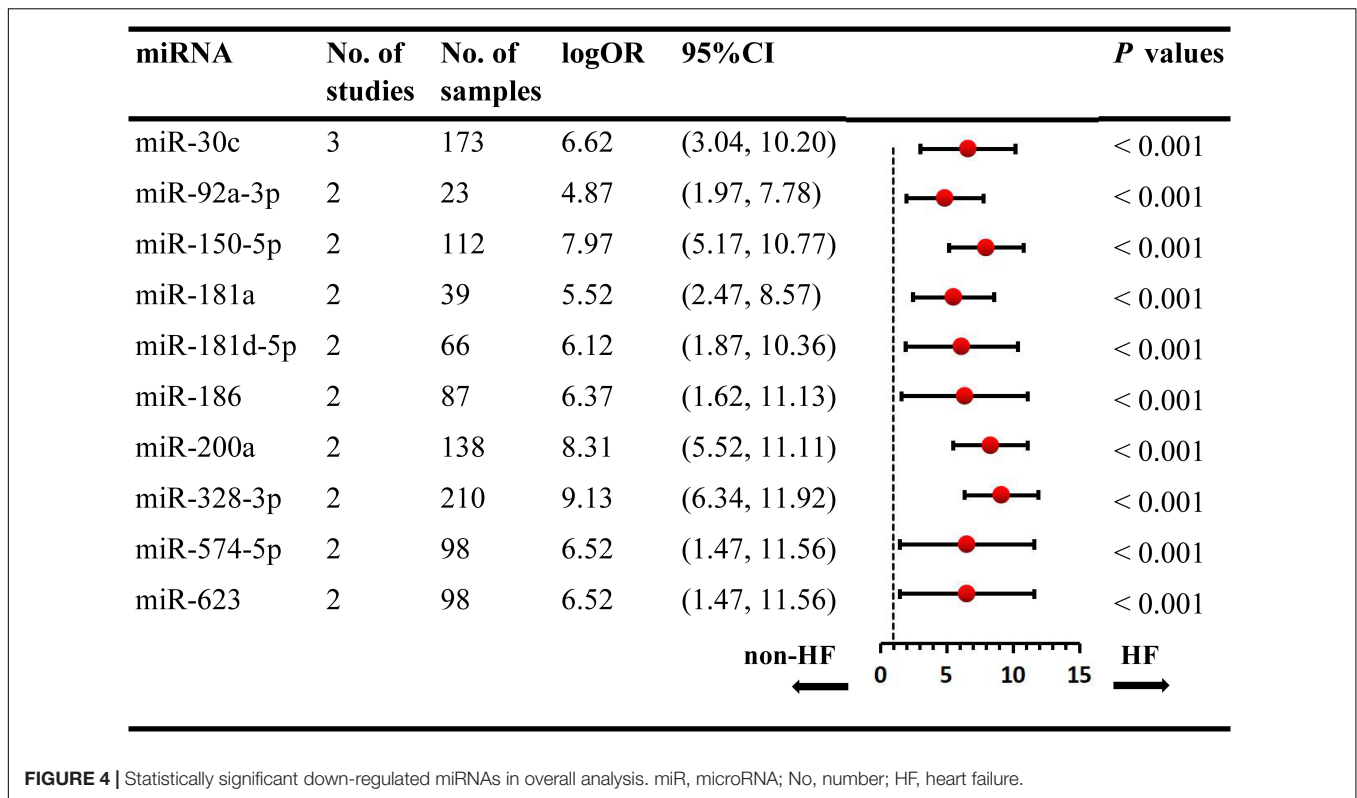 miRNA No. of studies No. of samples logOR 95%CI P values
miR-30c 3 173 6.62 (3.04, 10.20) < 0.001
miR-92a-3p 2 23 4.87 (1.97, 7.78) < 0.001
miR-150-5p 2 112 7.97 (5.17, 10.77) < 0.001
miR-181a 2 39 5.52 (2.47, 8.57) < 0.001
miR-181d-5p 2 66 6.12 (1.87, 10.36) < 0.001
miR-186 2 87 6.37 (1.62, 11.13) < 0.001
miR-200a 2 138 8.31 (5.52, 11.11) < 0.001
miR-328-3p 2 210 9.13 (6.34, 11.92) < 0.001
miR-574-5p 2 98 6.52 (1.47, 11.56) < 0.001
miR-623 2 98 6.52 (1.47, 11.56) < 0.001
non-HF 0 5 10 15 HF
FIGURE 4 | Statistically significant down-regulated miRNAs in overall analysis. miR, microRNA; No, number; HF, heart failure.